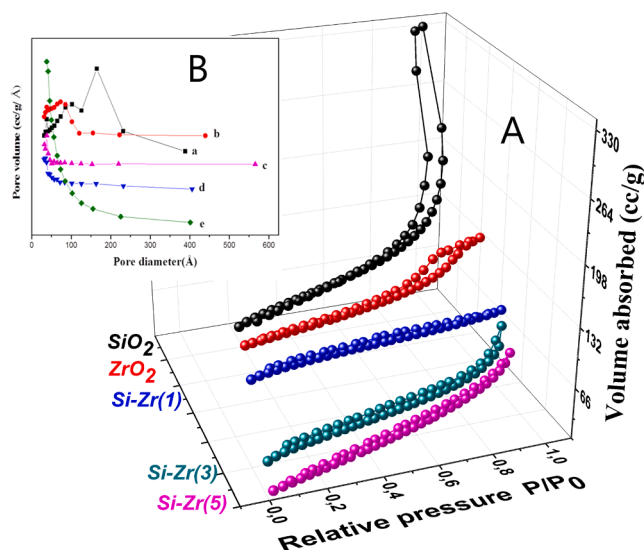 B
Pore volume (cc/g/ Å)
b
a
c
d
e
0 100 200 300 400 500 600
Pore diameter(Å)
A
330
264
198
132
66
Volume absorbed (cc/g)
SiO2
ZrO2
Si-Zr(1)
Si-Zr(3)
Si-Zr(5)
0,0 0,2 0,4 0,6 0,8 1,0
Relative pressure P/P0